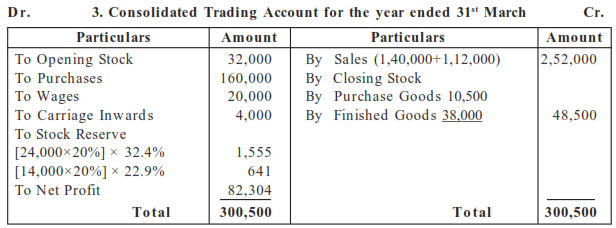 Dr. 3. Consolidated Trading Account for the year ended 31st March Cr.
Particulars Amount Particulars Amount
To Opening Stock 32,000 By Sales (1,40,000+1,12,000) 2,52,000
To Purchases 160,000 By Closing Stock
To Wages 20,000 By Purchase Goods 10,500
To Carriage Inwards 4,000 By Finished Goods 38,000 48,500
To Stock Reserve
[24,000×20%] × 32.4% 1,555
[14,000×20%] × 22.9% 641
To Net Profit 82,304
Total 300,500 Total 300,500